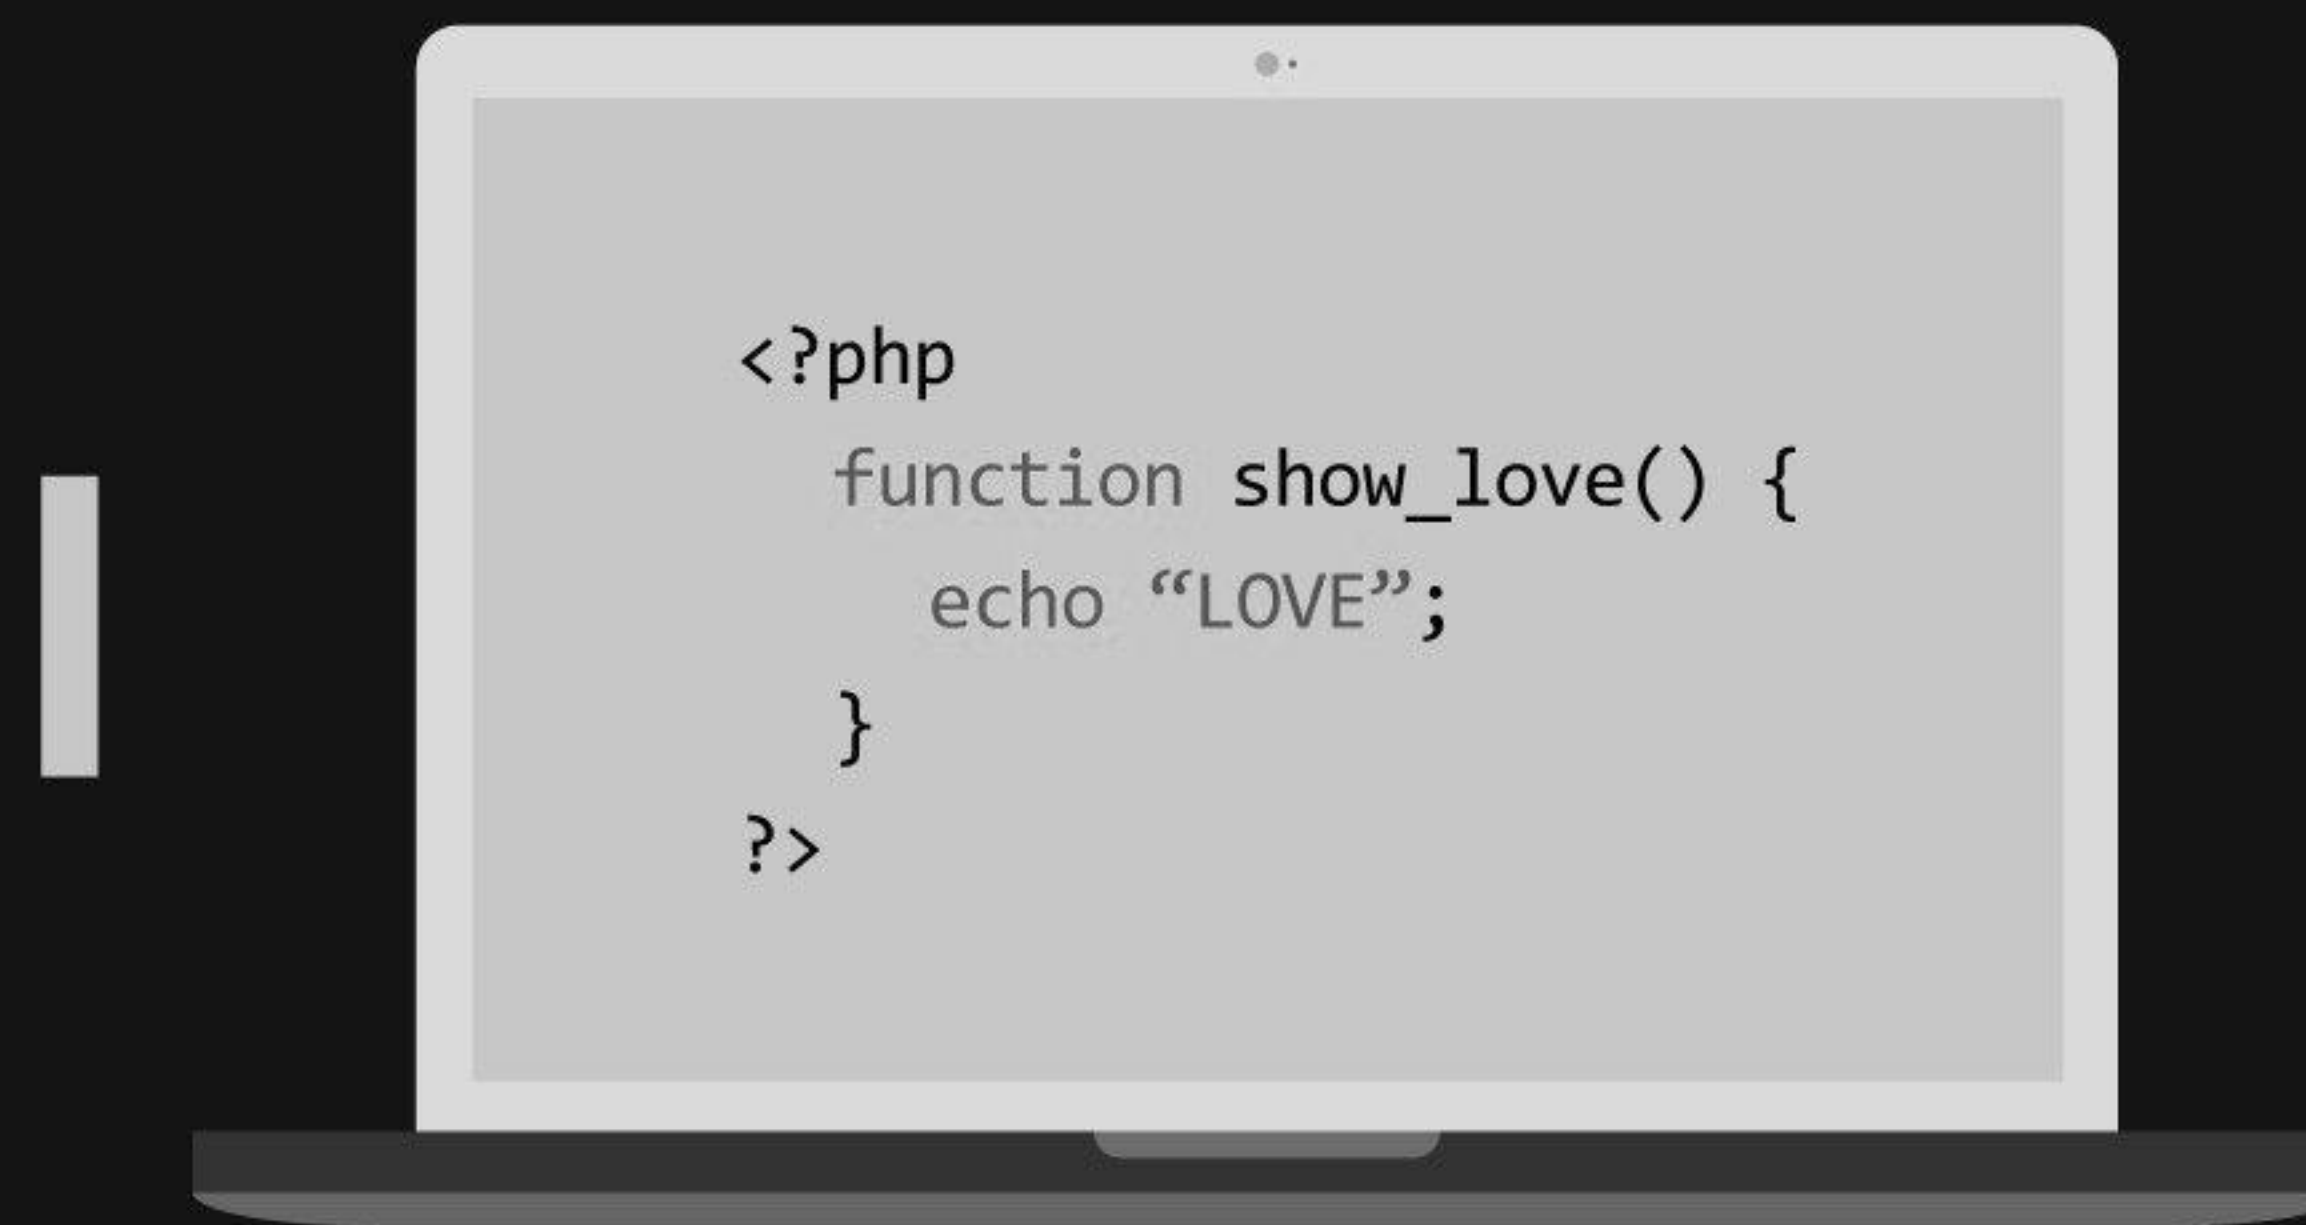 <?php
function show_love() {
echo “LOVE”;
}
?>